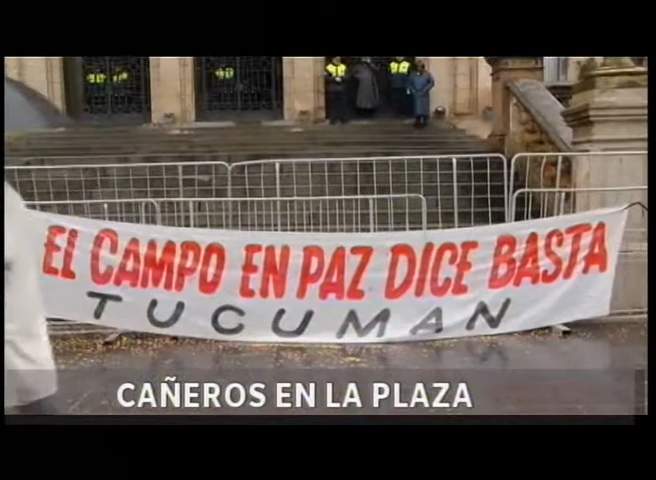 EL CAMPO EN PAZ DICE BASTA
TUCUMAN
CAÑEROS EN LA PLAZA